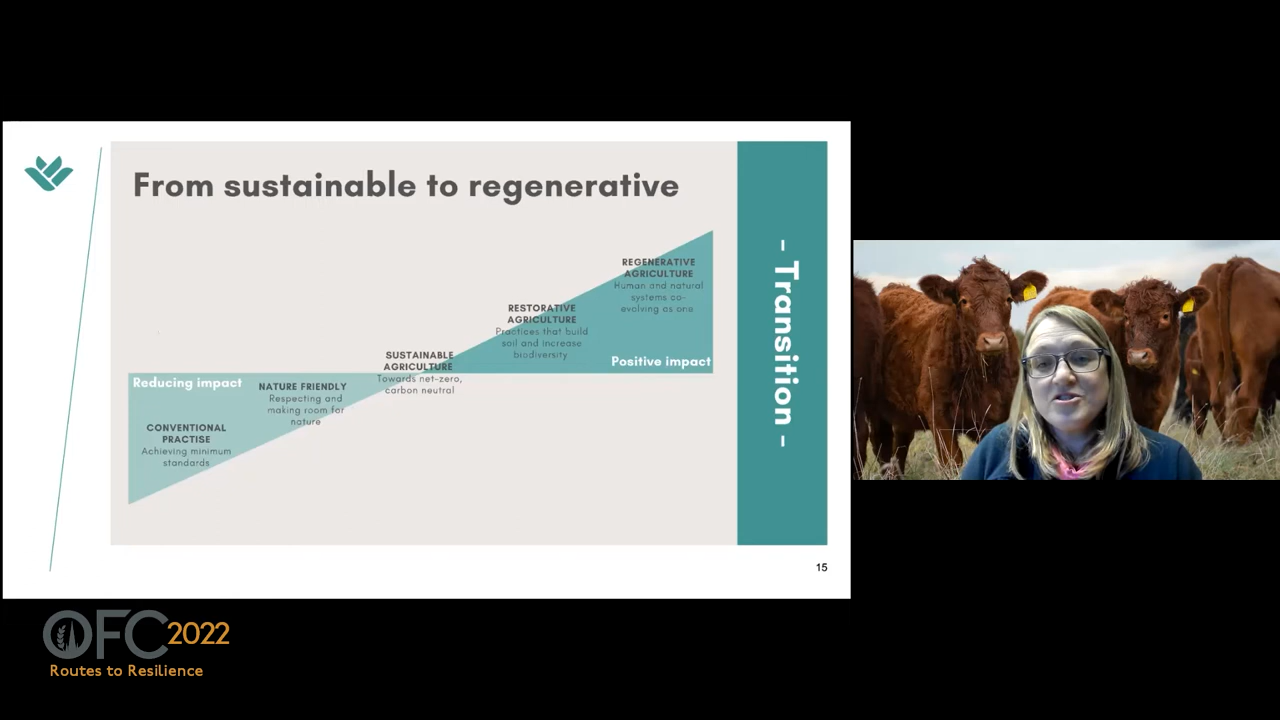 From sustainable to regenerative
REGENERATIVE
AGRICULTURE
Human and natural
systems co-
evolving as one
RESTORATIVE
AGRICULTURE
Practices that build
soil and increase
biodiversity
Positive impact
SUSTAINABLE
AGRICULTURE
Towards net-zero,
carbon neutral
Reducing impact
NATURE FRIENDLY
Respecting and
making room for
nature
CONVENTIONAL
PRACTISE
Achieving minimum
standards
- Transition -
15
OFC2022
Routes to Resilience